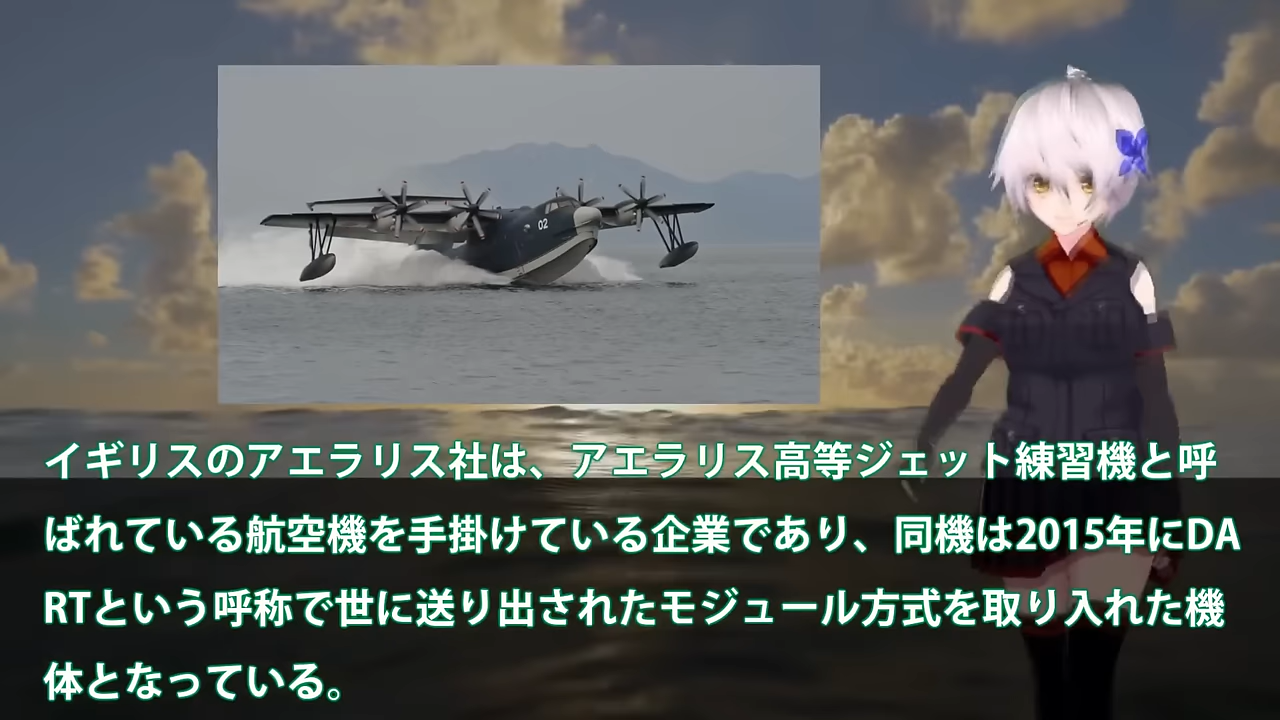 02
イギリスのアエラリス社は、アエラリス高等ジェット練習機と呼
ばれている航空機を手掛けている企業であり、同機は2015年にDA
RTという呼称で世に送り出されたモジュール方式を取り入れた機
体となっている。